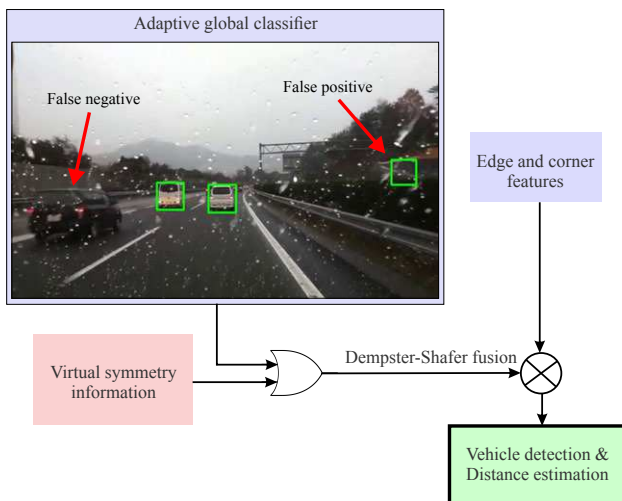 Adaptive global classifier
False negative
False positive
Edge and corner
features
Virtual symmetry
information
Dempster-Shafer fusion
Vehicle detection &
Distance estimation